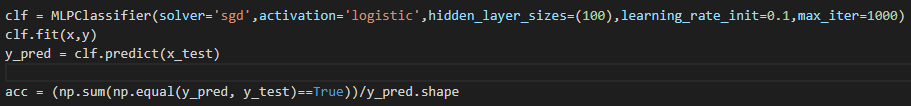 clf = MLPClassifier(solver='sgd',activation='logistic',hidden_layer_sizes=(100),learning_rate_init=0.1,max_iter=1000)
clf.fit(x,y)
y_pred = clf.predict(x_test)
acc = (np.sum(np.equal(y_pred, y_test)==True))/y_pred.shape